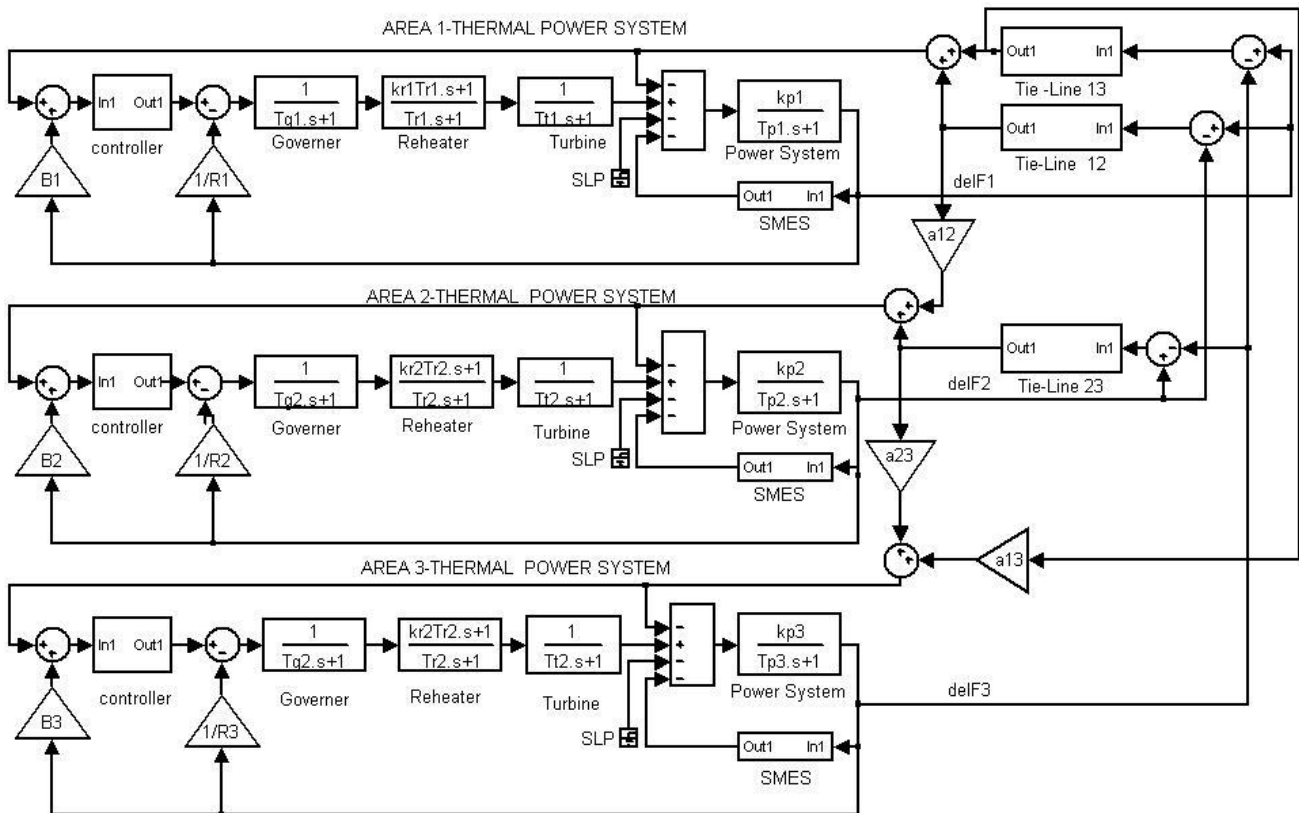 AREA 1-THERMAL POWER SYSTEM
In1 Out1
controller
1
Tg1.s+1
Governer
kr1Tr1.s+1
Tr1.s+1
Reheater
1
Tt1.s+1
Turbine
kp1
Tp1.s+1
Power System
SLP
Out1 In1
SMES
B1
1/R1
Out1 In1
Tie -Line 13
Out1 In1
Tie-Line 12
delF1
a12
AREA 2-THERMAL POWER SYSTEM
In1 Out1
controller
1
Tg2.s+1
Governer
kr2Tr2.s+1
Tr2.s+1
Reheater
1
Tt2.s+1
Turbine
kp2
Tp2.s+1
Power System
SLP
Out1 In1
SMES
B2
1/R2
Out1 In1
Tie-Line 23
delF2
a23
a13
AREA 3-THERMAL POWER SYSTEM
In1 Out1
controller
1
Tg2.s+1
Governer
kr2Tr2.s+1
Tr2.s+1
Reheater
1
Tt2.s+1
Turbine
kp3
Tp3.s+1
Power System
SLP
Out1 In1
SMES
B3
1/R3
delF3